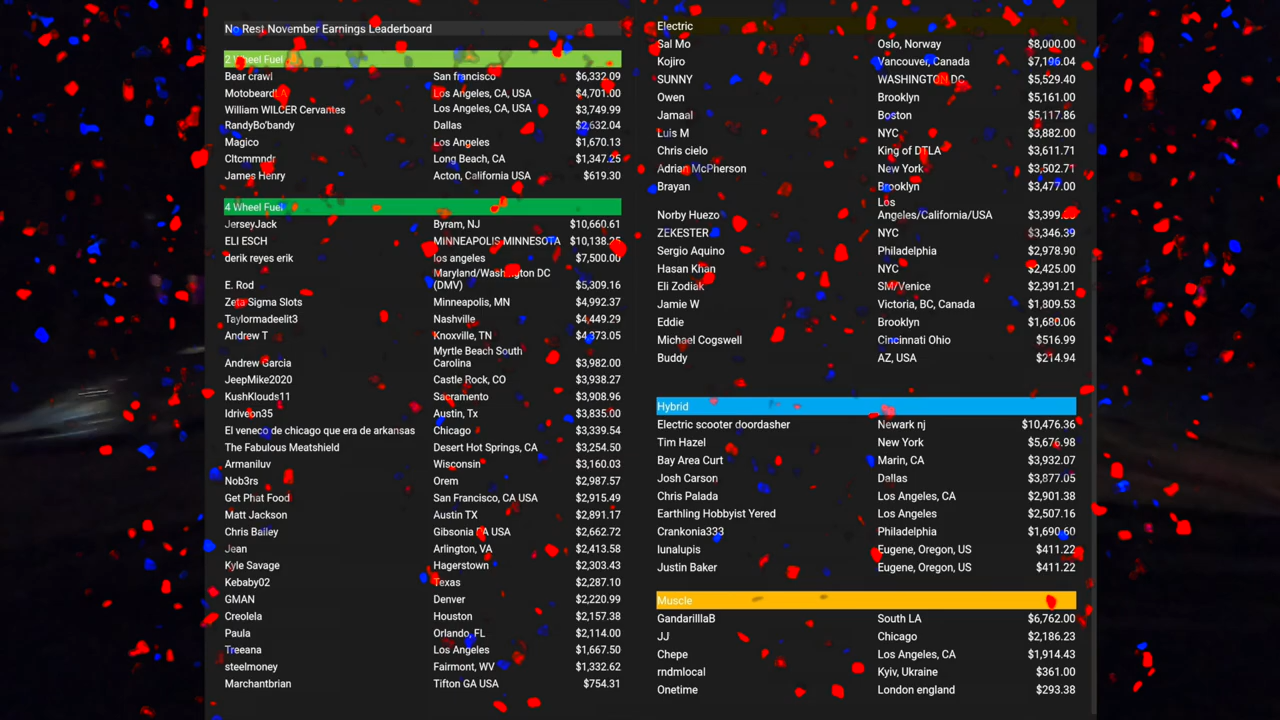 No Rest November Earnings Leaderboard
2 Wheel Fuel
Bear crawl San francisco $6,332.09
Motobeard Los Angeles, CA, USA $4,701.00
William WILCER Cervantes Los Angeles, CA, USA $3,749.99
RandyBo'bandy Dallas $2,632.04
Magico Los Angeles $1,670.13
Cltcmmndr Long Beach, CA $1,347.25
James Henry Acton, California USA $619.30
4 Wheel Fuel
JerseyJack Byram, NJ $10,660.61
ELI ESCH MINNEAPOLIS MINNESOTA $10,138.25
derik reyes erik los angeles $7,500.00
Maryland/Washington DC
E. Rod (DMV) $5,309.16
Zeta Sigma Slots Minneapolis, MN $4,992.37
Taylormadeelit3 Nashville $4,449.29
Andrew T Knoxville, TN $4,373.05
Myrtle Beach South
Andrew Garcia Carolina $3,982.00
JeepMike2020 Castle Rock, CO $3,938.27
KushKlouds11 Sacramento $3,908.96
Idriveon35 Austin, Tx $3,835.00
El veneco de chicago que era de arkansas Chicago $3,339.54
The Fabulous Meatshield Desert Hot Springs, CA $3,254.50
Armaniluv Wisconsin $3,160.03
Nob3rs Orem $2,987.57
Get Phat Food San Francisco, CA USA $2,915.49
Matt Jackson Austin TX $2,891.17
Chris Bailey Gibsonia PA USA $2,662.72
Jean Arlington, VA $2,413.58
Kyle Savage Hagerstown $2,303.43
Kebaby02 Texas $2,287.10
GMAN Denver $2,220.99
Creolela Houston $2,157.38
Paula Orlando, FL $2,114.00
Treeana Los Angeles $1,667.50
steelmoney Fairmont, WV $1,332.62
Marchantbrian Tifton GA USA $754.31
Electric
Sal Mo Oslo, Norway $8,000.00
Kojiro Vancouver, Canada $7,196.04
SUNNY WASHINGTON DC $5,529.40
Owen Brooklyn $5,161.00
Jamaal Boston $5,117.86
Luis M NYC $3,882.00
Chris cielo King of DTLA $3,611.71
Adrian McPherson New York $3,502.71
Brayan Brooklyn $3,477.00
Los
Norby Huezo Angeles/California/USA
ZEKESTER NYC $3,346.39
Sergio Aquino Philadelphia $2,978.90
Hasan Khan NYC $2,425.00
Eli Zodiak SM/Venice $2,391.21
Jamie W Victoria, BC, Canada $1,809.53
Eddie Brooklyn $1,680.06
Michael Cogswell Cincinnati Ohio $516.99
Buddy AZ, USA $214.94
Hybrid
Electric scooter doordasher Newark nj $10,476.36
Tim Hazel New York $5,676.98
Bay Area Curt Marin, CA $3,932.07
Josh Carson Dallas $3,877.05
Chris Palada Los Angeles, CA $2,901.38
Earthling Hobbyist Yered Los Angeles $2,507.16
Crankonia333 Philadelphia $1,690.60
lunalupis Eugene, Oregon, US $411.22
Justin Baker Eugene, Oregon, US $411.22
Muscle
GandarilllaB South LA $6,762.00
JJ Chicago $2,186.23
Chepe Los Angeles, CA $1,914.43
rndmlocal Kyiv, Ukraine $361.00
Onetime London england $293.38